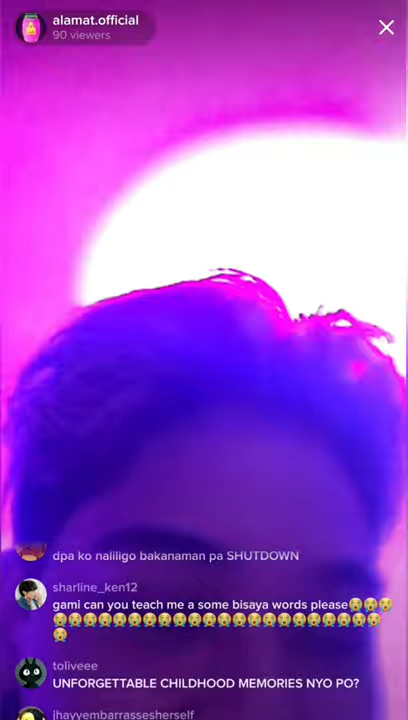 alamat.official
90 viewers
dpa ko naliligo bakanaman pa SHUTDOWN
sharline_ken12
gami can you teach me a some bisaya words please😭😭😭
😭😭😭😭😭😭😭😭😭😭😭😭😭😭😭😭😭😭😭😭😭😭
😭
toliveee
UNFORGETTABLE CHILDHOOD MEMORIES NYO PO?
jhayyembarrassesherself